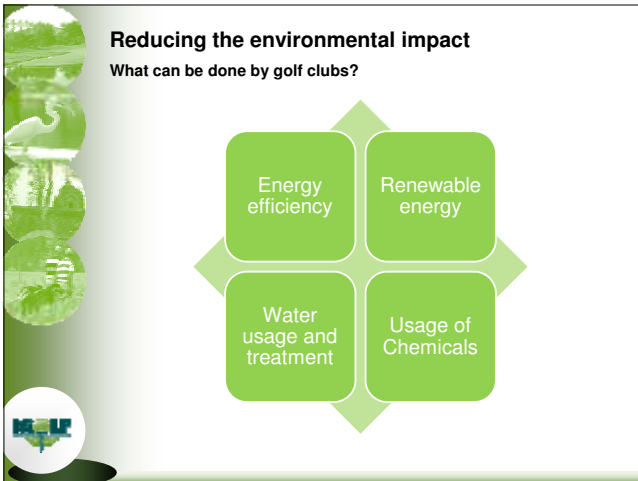 Reducing the environmental impact
What can be done by golf clubs?
Energy
efficiency
Renewable
energy
Water
usage and
treatment
Usage of
Chemicals